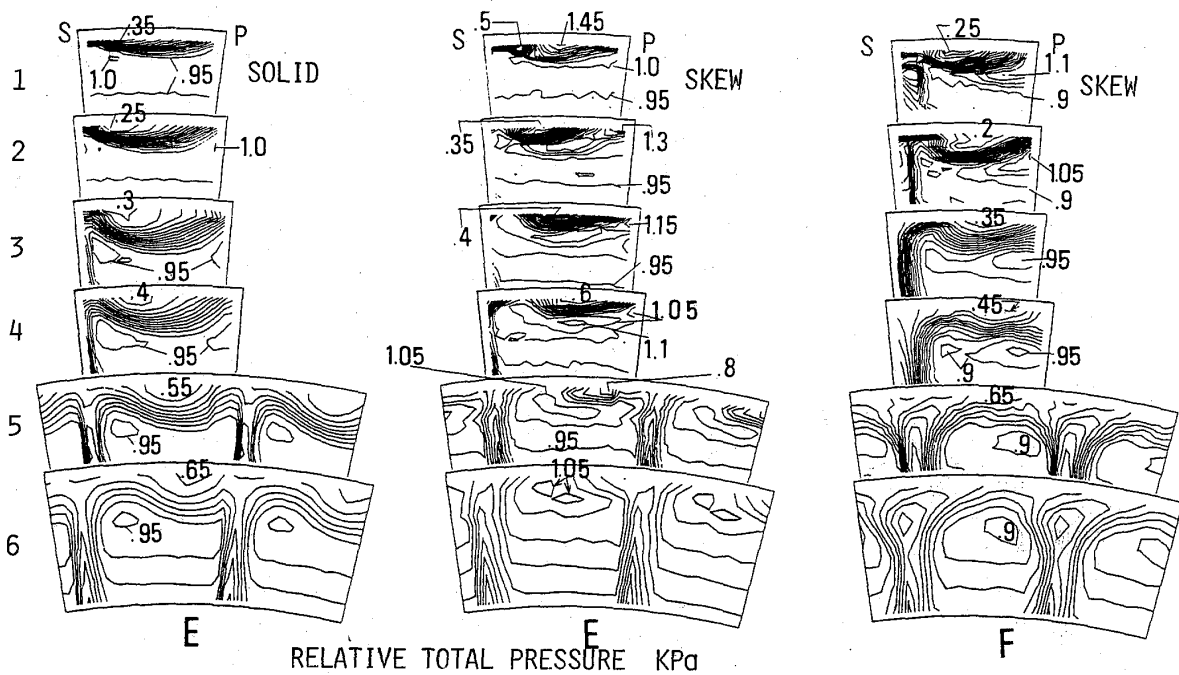 .5 1.45
.35 .25
S P S P S P
1.0 1.1
1 1.0 .95 SOLID SKEW SKEW
.95 .9
.25 .2
2 1.0 .35 1.3 1.05
.95 .9
.3 .35
3 .4 1.15 .95
.95 .95
.4 .6 1.05 .45
4 .95 1.1 .9 .95
1.05 .8
.55 .65
5 .95 .95 .9
.65 1.05
6 .95 .9
E E F
RELATIVE TOTAL PRESSURE KPa